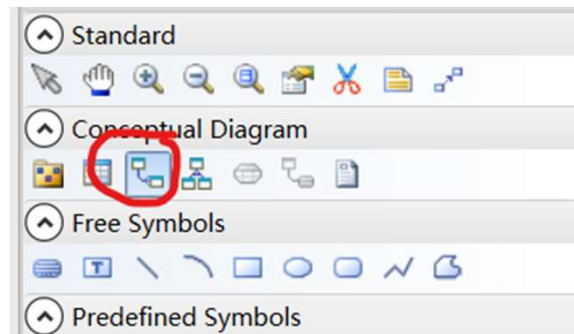 Standard
Conceptual Diagram
T
Free Symbols
Predefined Symbols